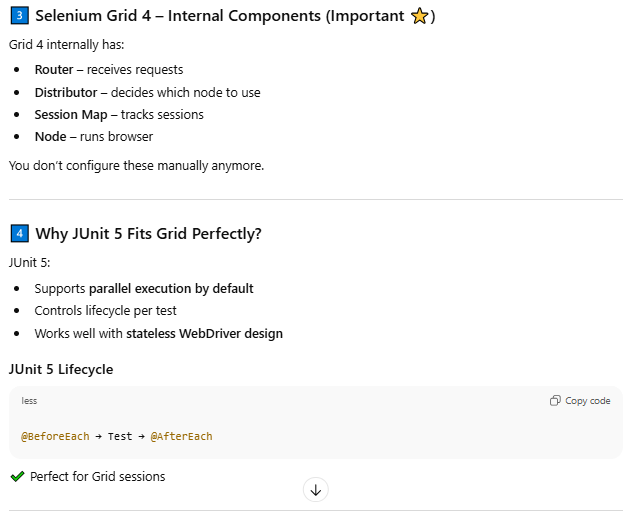 3 Selenium Grid 4 – Internal Components (Important ⭐)
Grid 4 internally has:
• Router – receives requests
• Distributor – decides which node to use
• Session Map – tracks sessions
• Node – runs browser
You don't configure these manually anymore.
4 Why JUnit 5 Fits Grid Perfectly?
JUnit 5:
• Supports parallel execution by default
• Controls lifecycle per test
• Works well with stateless WebDriver design
JUnit 5 Lifecycle
less Copy code
@BeforeEach → Test → @AfterEach
✔ Perfect for Grid sessions